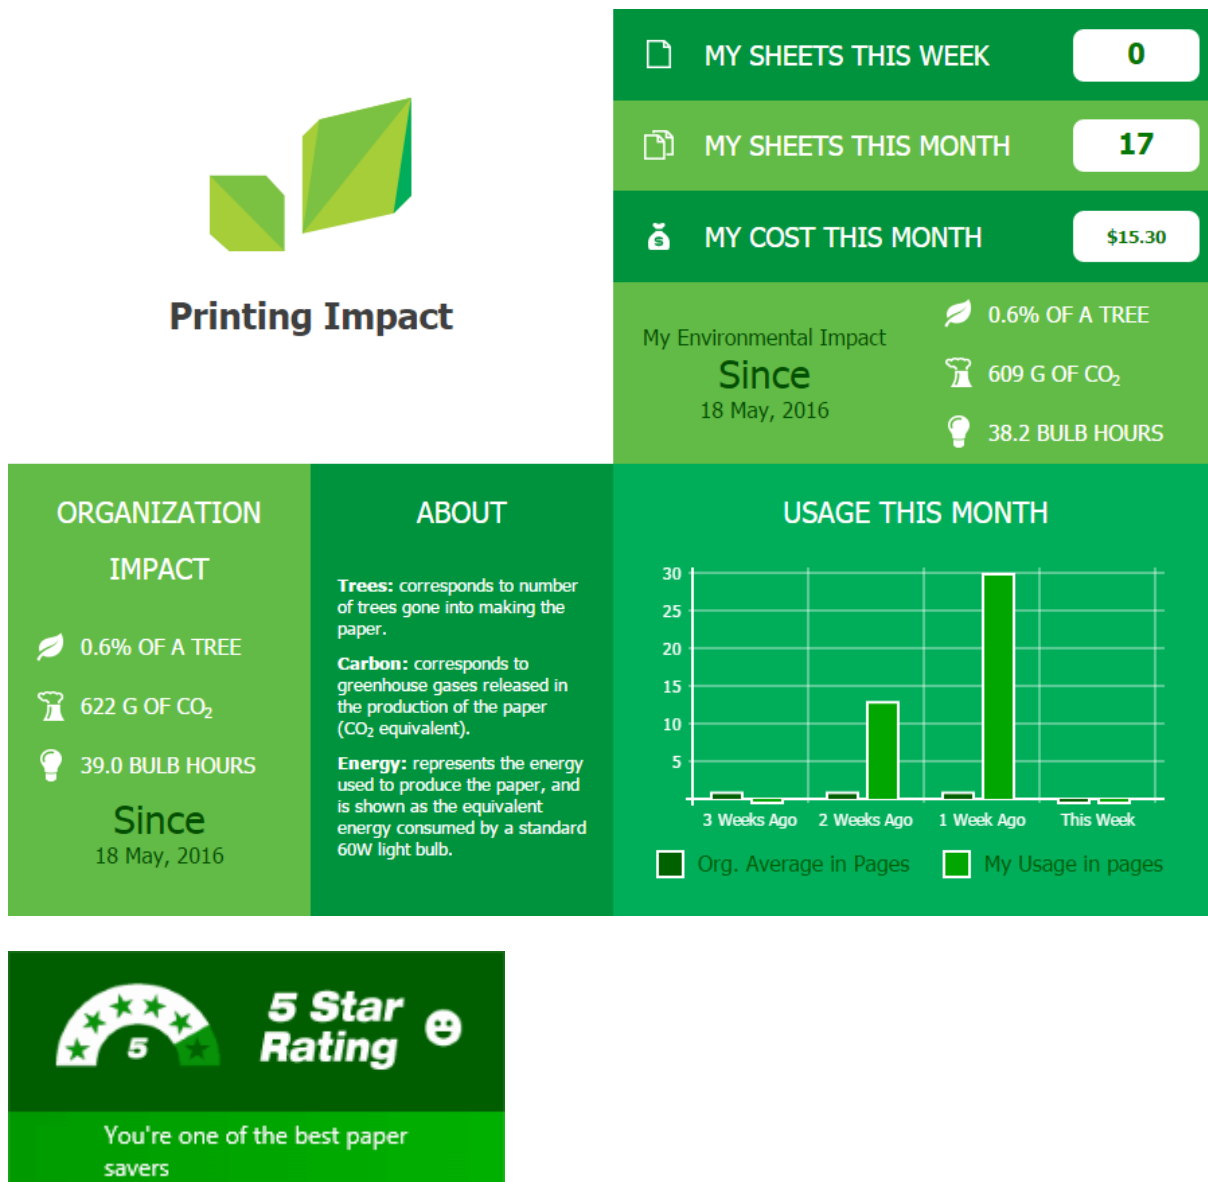 Printing Impact
MY SHEETS THIS WEEK
0
MY SHEETS THIS MONTH
17
MY COST THIS MONTH
$15.30
My Environmental Impact
Since
18 May, 2016
0.6% OF A TREE
609 G OF CO₂
38.2 BULB HOURS
ORGANIZATION
IMPACT
0.6% OF A TREE
622 G OF CO₂
39.0 BULB HOURS
Since
18 May, 2016
ABOUT
Trees: corresponds to number
of trees gone into making the
paper.
Carbon: corresponds to
greenhouse gases released in
the production of the paper
(CO₂ equivalent).
Energy: represents the energy
used to produce the paper, and
is shown as the equivalent
energy consumed by a standard
60W light bulb.
USAGE THIS MONTH
30
25
20
15
10
5
3 Weeks Ago
2 Weeks Ago
1 Week Ago
This Week
Org. Average in Pages
My Usage in pages
5
5 Star
Rating
You're one of the best paper
savers